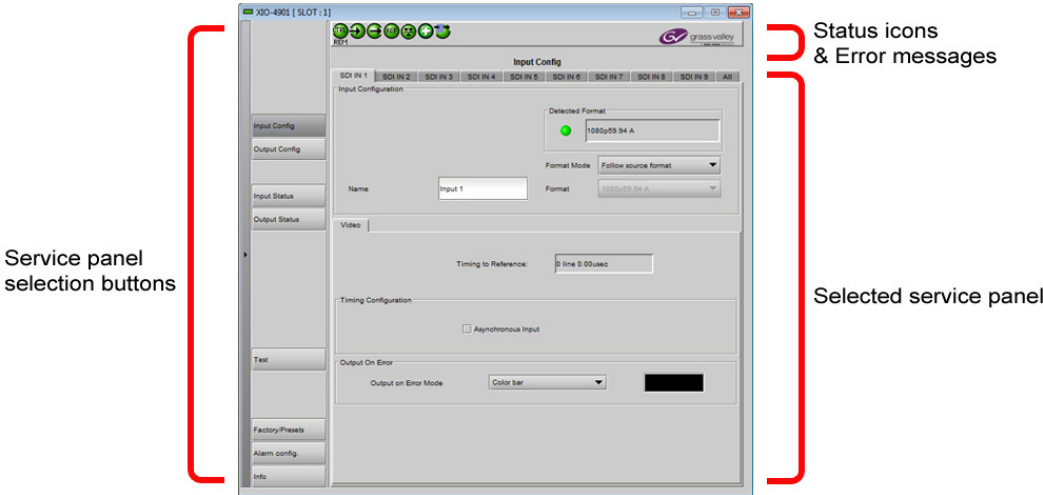 XIO-4901 [ SLOT : 1]
REM
grass valley
Status icons
& Error messages
Input Config
SDI IN 1 SDI IN 2 SDI IN 3 SDI IN 4 SDI IN 5 SDI IN 6 SDI IN 7 SDI IN 8 SDI IN 9 All
Input Configuration
Detected Format
1080p59.94 A
Format Mode Follow source format
Name Input 1 Format 1080p59.94 A
Video
Timing to Reference: 0 line 0.00usec
Timing Configuration
Asynchronous Input
Output On Error
Output on Error Mode Color bar
Input Config
Output Config
Input Status
Output Status
Test
Factory/Presets
Alarm config.
Info
Service panel
selection buttons
Selected service panel